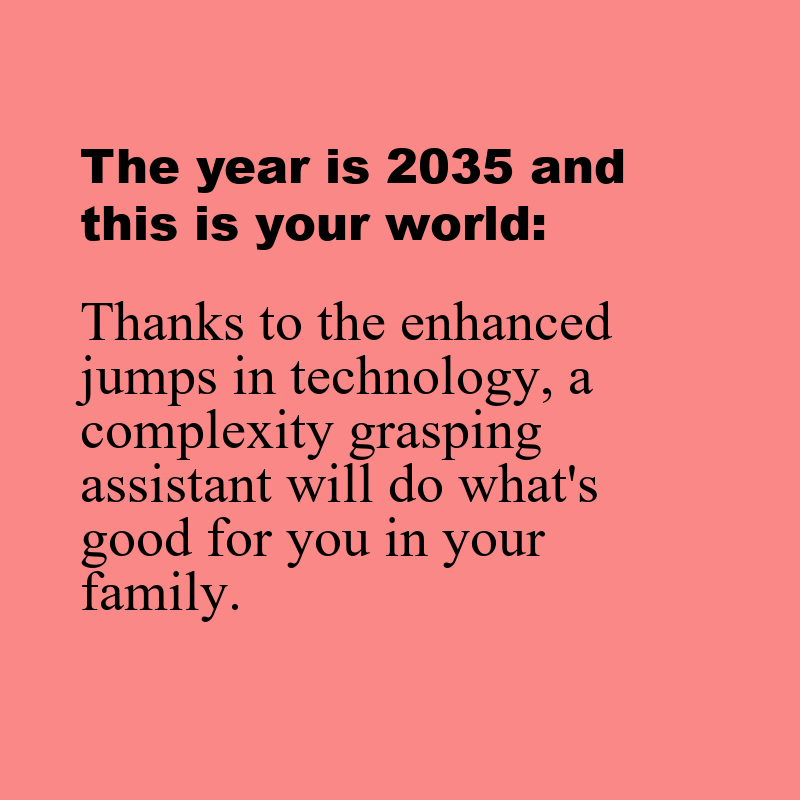 The year is 2035 and
this is your world:
Thanks to the enhanced
jumps in technology, a
complexity grasping
assistant will do what's
good for you in your
family.